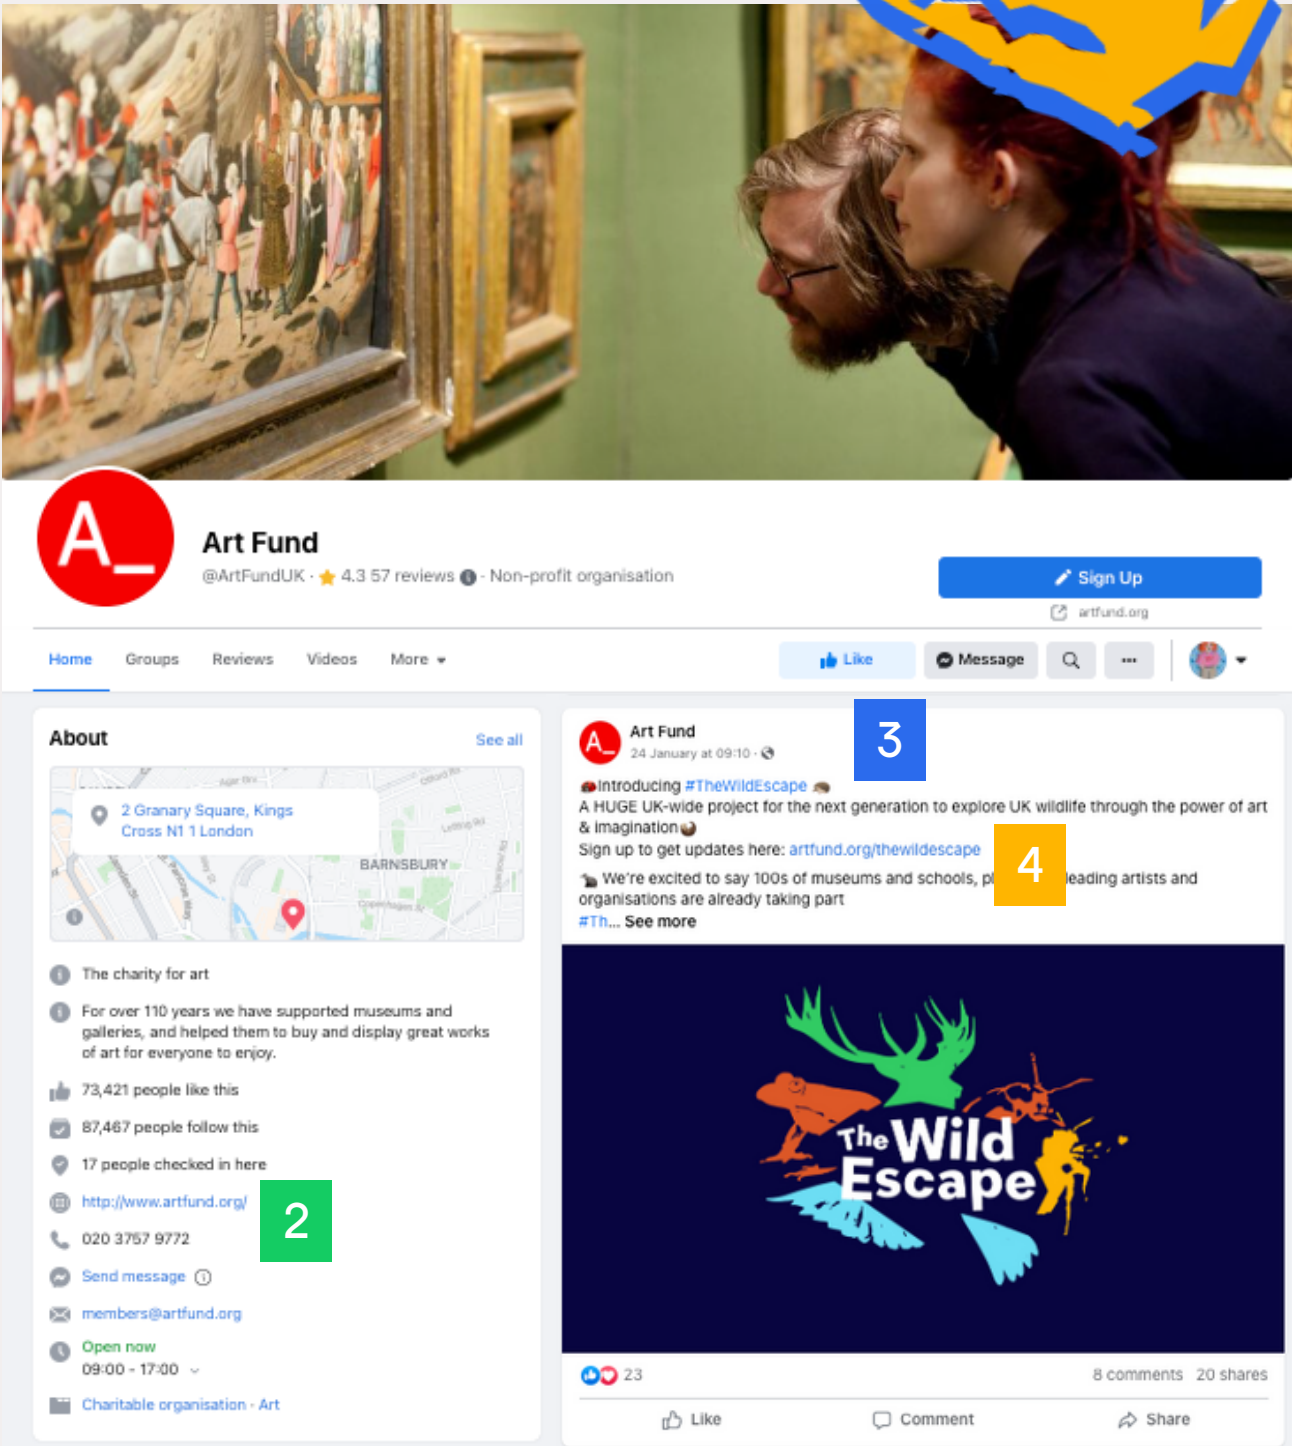 A_
Art Fund
@ArtFundUK · 4.3 57 reviews · Non-profit organisation
Sign Up
artfund.org
Home Groups Reviews Videos More
Like Message
About
See all
2 Granary Square, Kings
Cross N1 1 London
BARNSBURY
The charity for art
For over 110 years we have supported museums and
galleries, and helped them to buy and display great works
of art for everyone to enjoy.
73,421 people like this
87,467 people follow this
17 people checked in here
http://www.artfund.org/
2
020 3757 9772
Send message
members@artfund.org
Open now
09:00 - 17:00
Charitable organisation · Art
A_
Art Fund
24 January at 09:10 ·
3
Introducing #TheWildEscape
A HUGE UK-wide project for the next generation to explore UK wildlife through the power of art
& imagination
Sign up to get updates here: artfund.org/thewildescape
4
We're excited to say 100s of museums and schools, leading artists and
organisations are already taking part
#Th... See more
The Wild
Escape
23
8 comments 20 shares
Like Comment Share